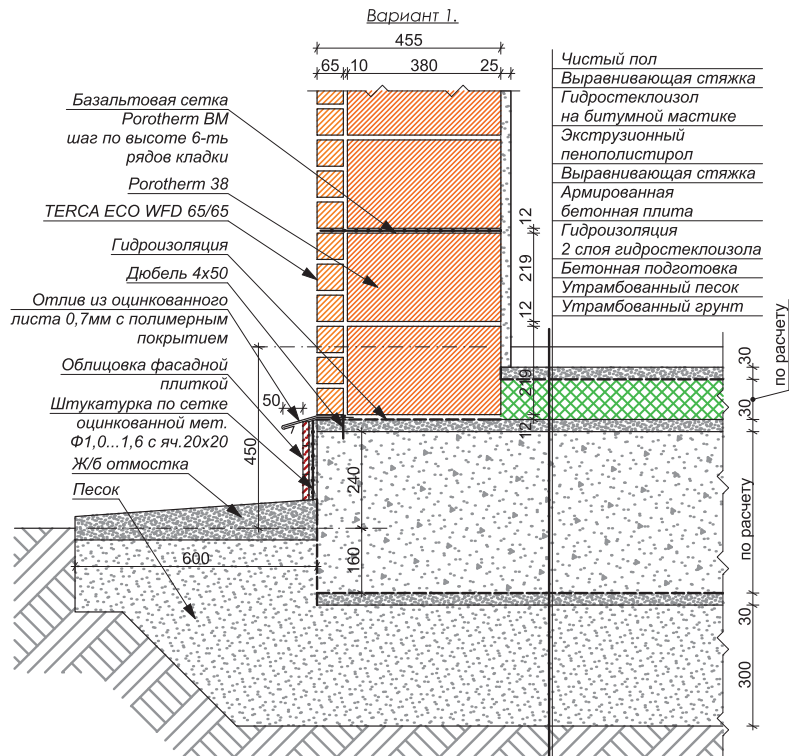 Вариант 1.
455
65 10 380 25
Базальтовая сетка
Porotherm BM
шаг по высоте 6-ть
рядов кладки
Porotherm 38
TERCA ECO WFD 65/65
Гидроизоляция
Дюбель 4x50
Отлив из оцинкованного
листа 0,7мм с полимерным
покрытием
Облицовка фасадной
плиткой
Штукатурка по сетке
оцинкованной мет.
Ф1,0...1,6 с яч.20x20
Ж/б отмостка
Песок
Чистый пол
Выравнивающая стяжка
Гидростеклоизол
на битумной мастике
Экструзионный
пенополистирол
Выравнивающая стяжка
Армированная
бетонная плита
Гидроизоляция
2 слоя гидростеклоизола
Бетонная подготовка
Утрамбованный песок
Утрамбованный грунт
12
219
12
219
12
50
450
240
160
600
30
по расчету
30
по расчету
30
300